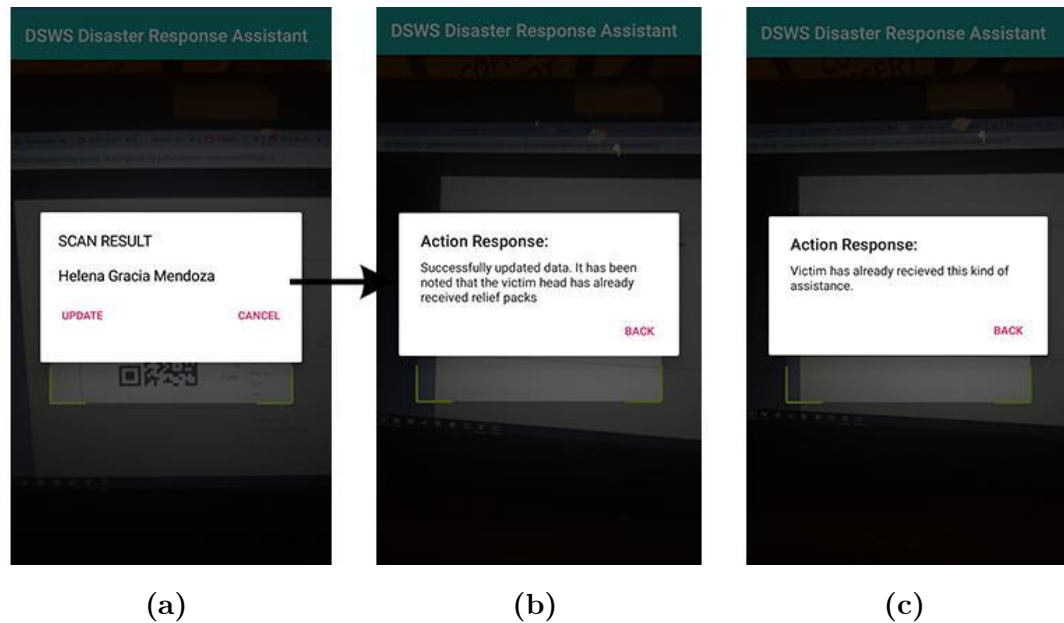 DSWS Disaster Response Assistant
SCAN RESULT
Helena Gracia Mendoza
UPDATE
CANCEL
(a)
DSWS Disaster Response Assistant
Action Response:
Successfully updated data. It has been
noted that the victim head has already
received relief packs
BACK
(b)
DSWS Disaster Response Assistant
Action Response:
Victim has already recieved this kind of
assistance.
BACK
(c)